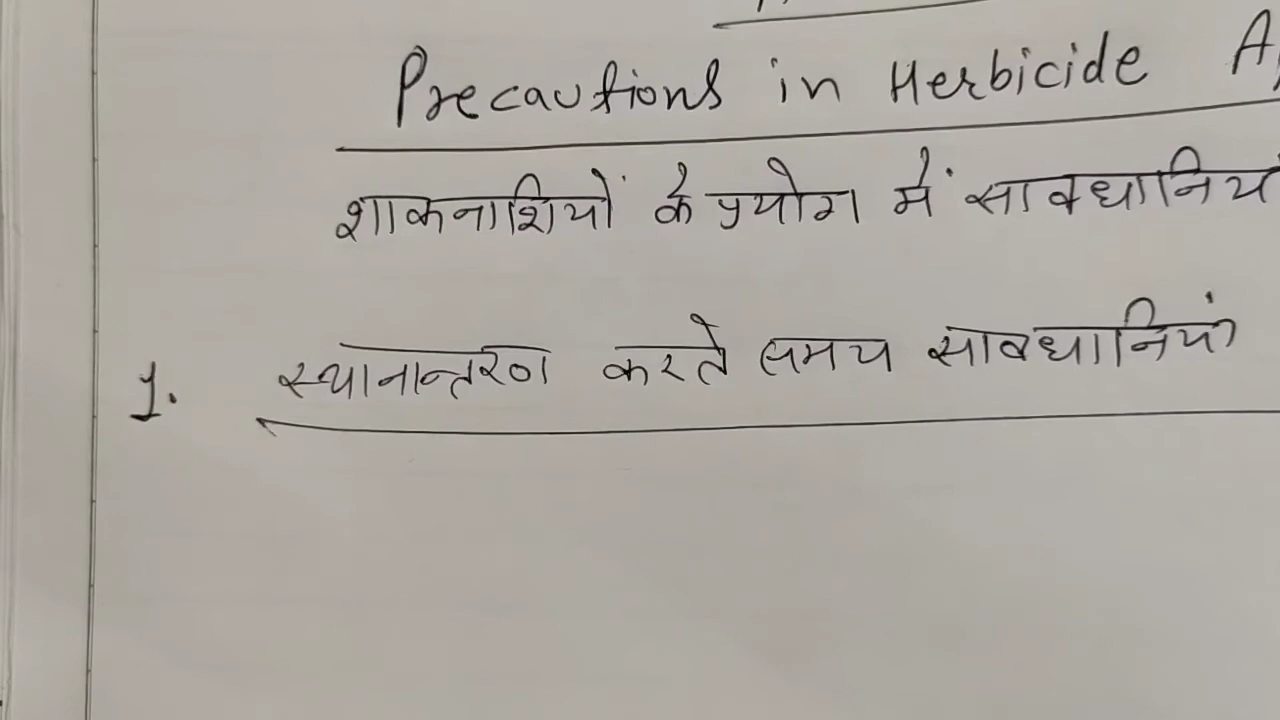 Precautions in Herbicide
शाकनाशियों के प्रयोग में सावधानिय
1. स्थानान्तरण करते समय सावधानियां